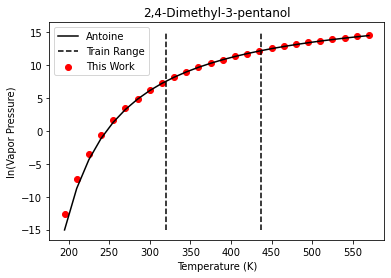 2,4-Dimethyl-3-pentanol
Antoine
Train Range
This Work
ln(Vapor Pressure)
15
10
5
0
−5
−10
−15
200
250
300
350
400
450
500
550
Temperature (K)